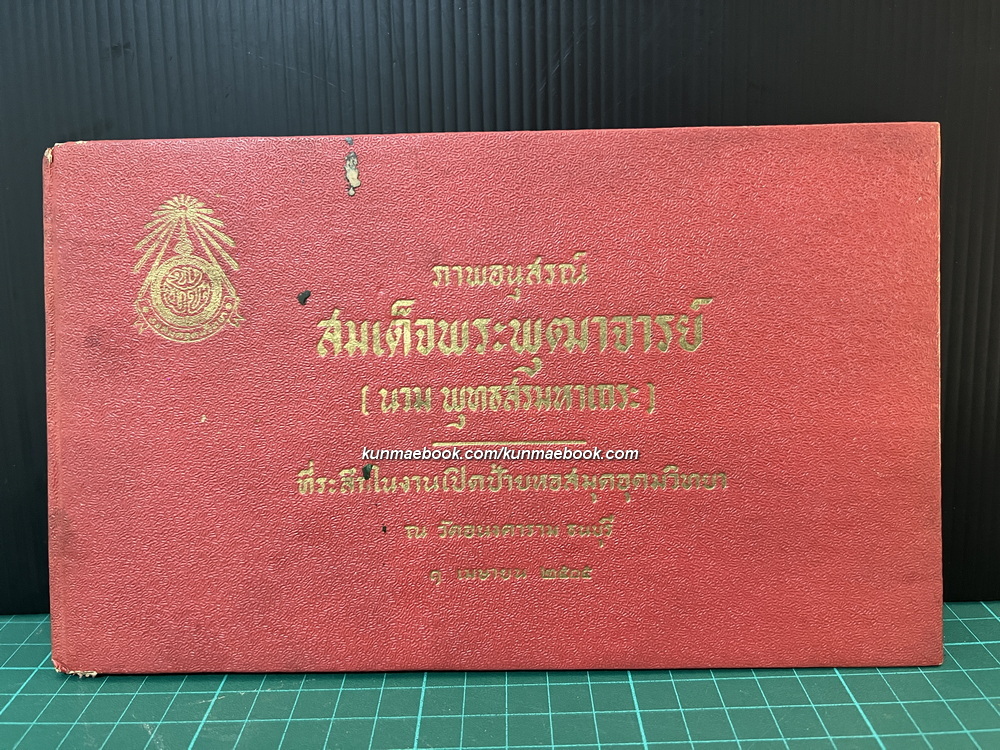 ภาพอนุสรณ์
สมเด็จพระพุฒาจารย์
( นวม พุทธสรมหาเถระ )
kunmaebook.com/kunmaebook.com
ที่ระลึกในงานเปิดป้ายหอสมุดอุดมวิทยา
ณ วัดอนงคาราม ธนบุรี
๑ เมษายน